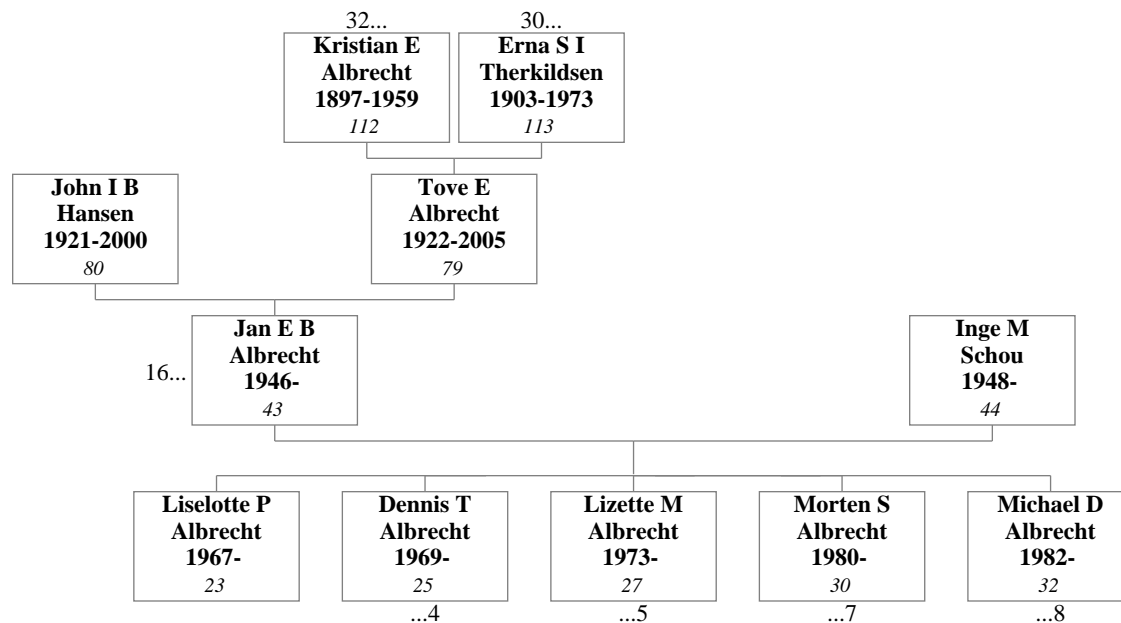 32...
30...
Kristian E
Albrecht
1897-1959
112
Erna S I
Therkildsen
1903-1973
113
John I B
Hansen
1921-2000
80
Tove E
Albrecht
1922-2005
79
16...
Jan E B
Albrecht
1946-
43
Inge M
Schou
1948-
44
Liselotte P
Albrecht
1967-
23
Dennis T
Albrecht
1969-
25
...4
Lizette M
Albrecht
1973-
27
...5
Morten S
Albrecht
1980-
30
...7
Michael D
Albrecht
1982-
32
...8